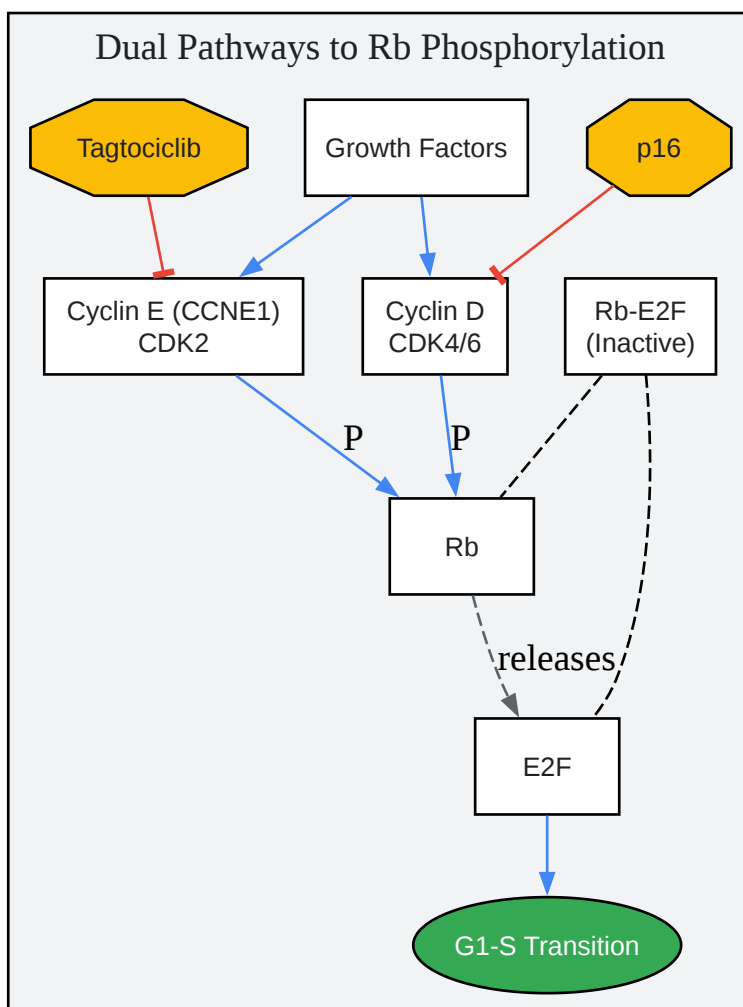 Dual Pathways to Rb Phosphorylation
Tagtociclib
Growth Factors
p16
Cyclin E (CCNE1)
CDK2
Cyclin D
CDK4/6
Rb-E2F
(Inactive)
P
P
Rb
releases
E2F
G1-S Transition